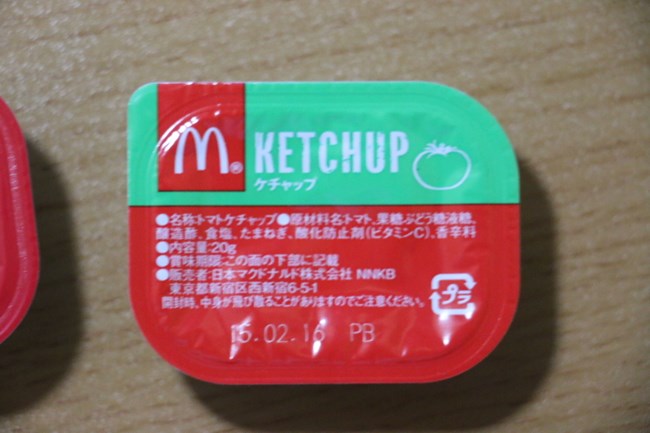 M®
KETCHUP
ケチャップ
●名称:トマトケチャップ●原材料名:トマト、果糖ぶどう糖液糖、
醸造酢、食塩、たまねぎ、酸化防止剤(ビタミンC)、香辛料
●内容量:20g
●賞味期限:この面の下部に記載
●販売者:日本マクドナルド株式会社 NNKB
東京都新宿区西新宿6-5-1
開封時、中身が飛び散ることがありますのでご注意ください。
プラ
15.02.16 PB